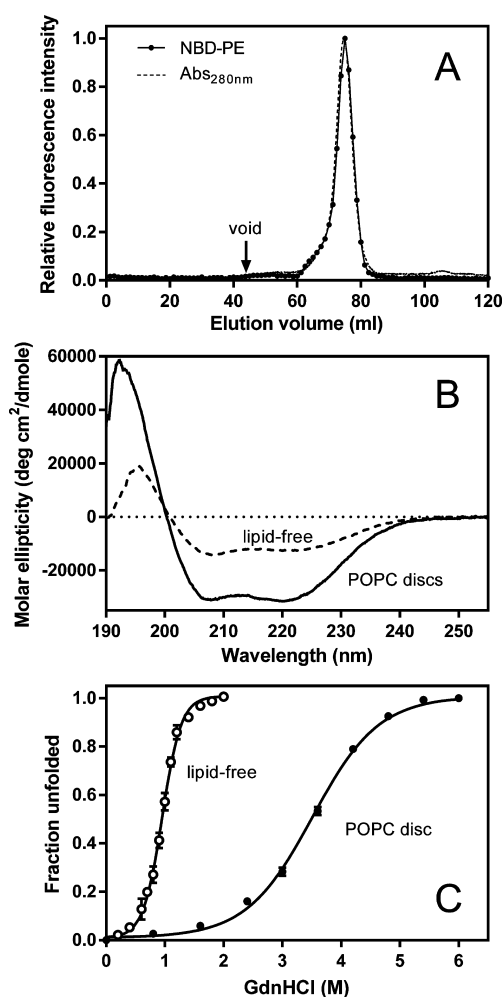 A
NBD-PE
Abs280nm
void
Relative fluorescence intensity
1.0
0.8
0.6
0.4
0.2
0.0
0 20 40 60 80 100 120
Elution volume (ml)
B
Molar ellipticity (deg cm2/dmole)
60000
40000
20000
0
-20000
lipid-free
POPC discs
190 200 210 220 230 240 250
Wavelength (nm)
C
Fraction unfolded
1.0
0.8
0.6
0.4
0.2
0.0
lipid-free
POPC disc
0 1 2 3 4 5 6
GdnHCl (M)